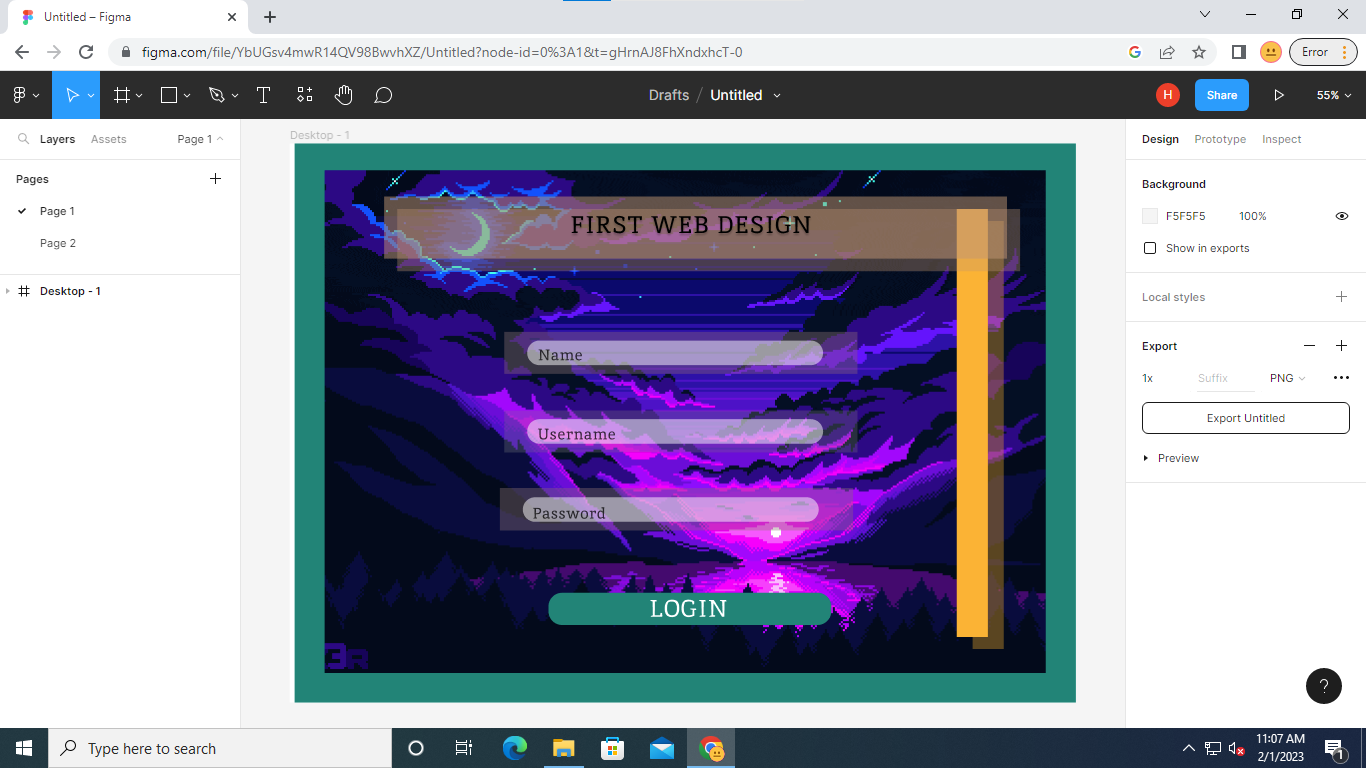 Untitled – Figma
figma.com/file/YbUGsv4mwR14QV98BwvhXZ/Untitled?node-id=0%3A1&t=gHrnAJ8FhXndxhcT-0
Error
Drafts / Untitled
H
Share
55%
Layers
Assets
Page 1
Desktop - 1
Design
Prototype
Inspect
Pages
Page 1
Page 2
Desktop - 1
FIRST WEB DESIGN
Name
Username
Password
LOGIN
3R
Background
F5F5F5
100%
Show in exports
Local styles
Export
1x
Suffix
PNG
Export Untitled
Preview
?
Type here to search
11:07 AM
2/1/2023
1